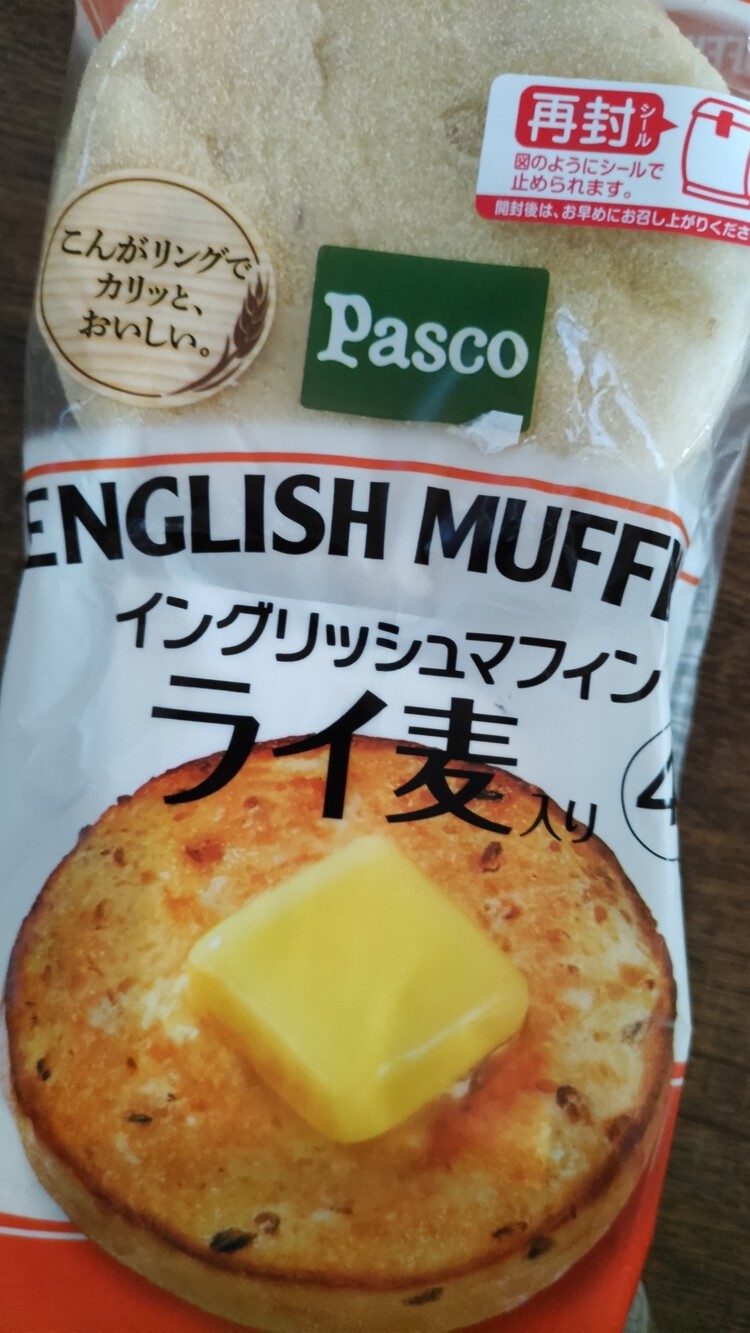 再封シール
図のようにシールで
止められます。
開封後は、お早めにお召し上がりくださ
こんがリングで
カリッと、
おいしい。
Pasco
ENGLISH MUFFI
イングリッシュマフイン
ライ麦入り
4